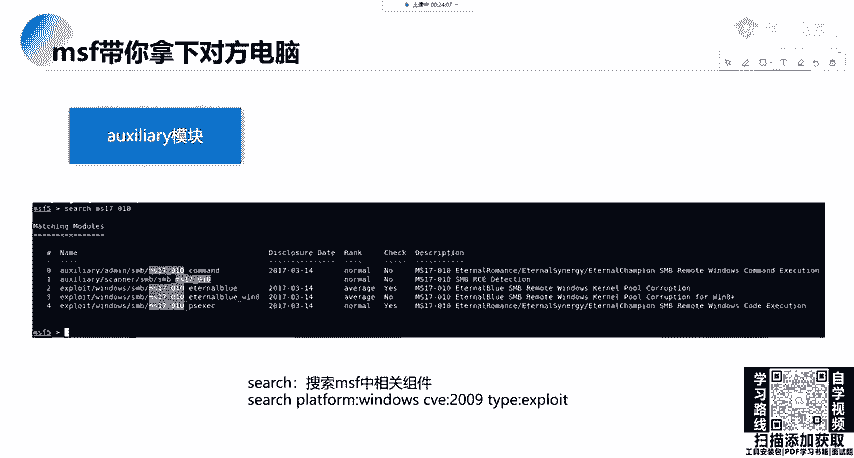 msf带你拿下对方电脑
auxiliary模块
msf5 > search ms17_010
Matching Modules
# Name Disclosure Date Rank Check Description
0 auxiliary/admin/smb/ms17_010_command 2017-03-14 normal No MS17-010 EternalRomance/EternalSynergy/EternalChampion SMB Remote Windows Command Execution
1 auxiliary/scanner/smb/smb_ms17_010 normal No MS17-010 SMB RCE Detection
2 exploit/windows/smb/ms17_010_eternalblue 2017-03-14 average Yes MS17-010 EternalBlue SMB Remote Windows Kernel Pool Corruption
3 exploit/windows/smb/ms17_010_eternalblue_win8 2017-03-14 average No MS17-010 EternalBlue SMB Remote Windows Kernel Pool Corruption for Win8+
4 exploit/windows/smb/ms17_010_psexec 2017-03-14 normal Yes MS17-010 EternalRomance/EternalSynergy/EternalChampion SMB Remote Windows Code Execution
msf5 >
search：搜索msf中相关组件
search platform:windows cve:2009 type:exploit
学习路线
自学视频
扫描添加获取
工具安装包|PDF学习书籍|面试题